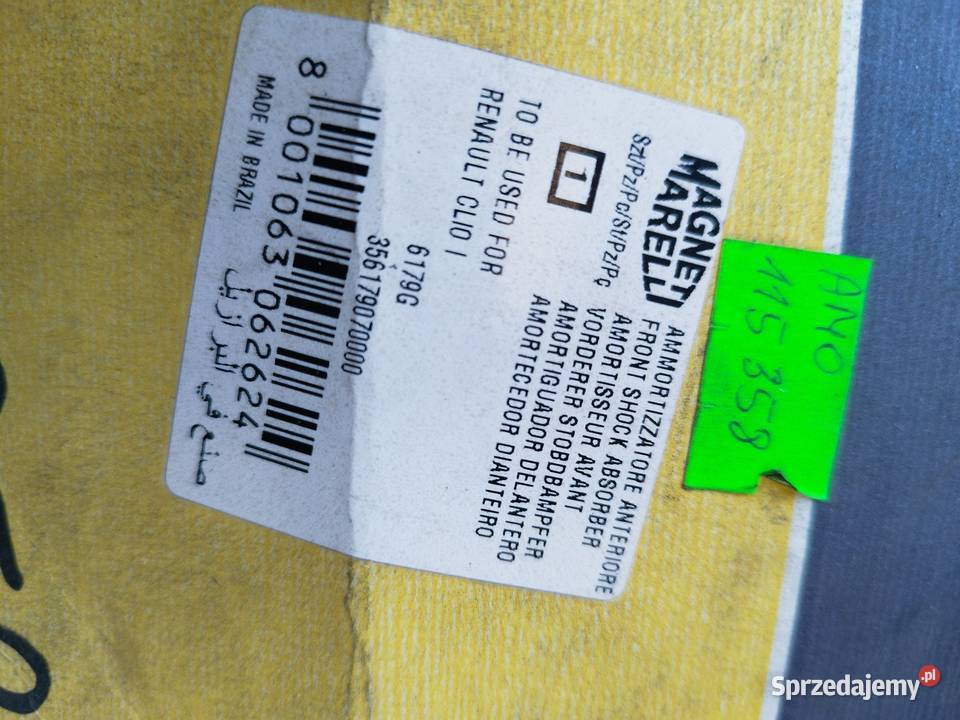 MAGNETI
MARELLI
Szt/Pz/Pc/St/Pz/Pç
1
TO BE USED FOR
RENAULT CLIO I
AMMORTIZZATORE ANTERIORE
FRONT SHOCK ABSORBER
AMORTISSEUR AVANT
VORDERER STOBDBAMPFER
AMORTIGUADOR DELANTERO
AMORTECEDOR DIANTEIRO
6179G
356179070000
8 001063 062624
MADE IN BRAZIL
صنع في البرازيل
AMO
115 358
Sprzedajemy.pl